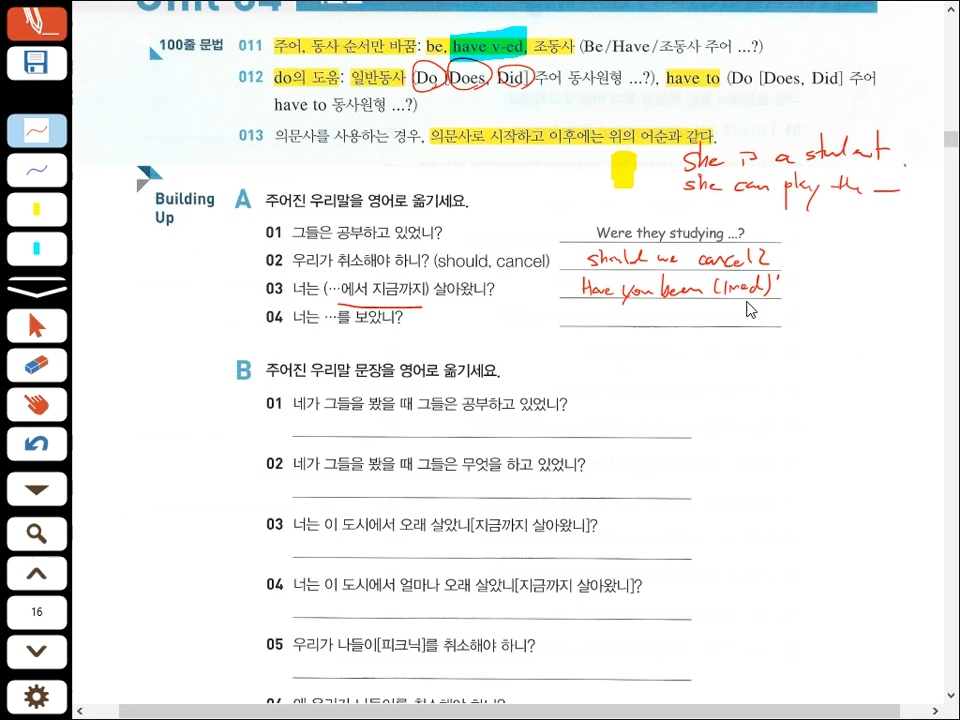 100줄 문법 011 주어, 동사 순서만 바꿈: be, have v-ed, 조동사 (Be/Have/조동사 주어 ...?)
012 do의 도움: 일반동사 (Do [Does, Did] 주어 동사원형 ...?), have to (Do [Does, Did] 주어
have to 동사원형 ...?)
013 의문사를 사용하는 경우, 의문사로 시작하고 이후에는 위의 어순과 같다.
she is a student.
she can play the
Building Up
A 주어진 우리말을 영어로 옮기세요.
01 그들은 공부하고 있었니? Were they studying ...?
02 우리가 취소해야 하니? (should, cancel) should we cancel?
03 너는 (…에서 지금까지) 살아왔니? Have you been
04 너는 …를 보았니?
B 주어진 우리말 문장을 영어로 옮기세요.
01 네가 그들을 봤을 때 그들은 공부하고 있었니?
02 네가 그들을 봤을 때 그들은 무엇을 하고 있었니?
03 너는 이 도시에서 오래 살았니[지금까지 살아왔니]?
04 너는 이 도시에서 얼마나 오래 살았니[지금까지 살아왔니]?
16
05 우리가 나들이[피크닉]를 취소해야 하니?